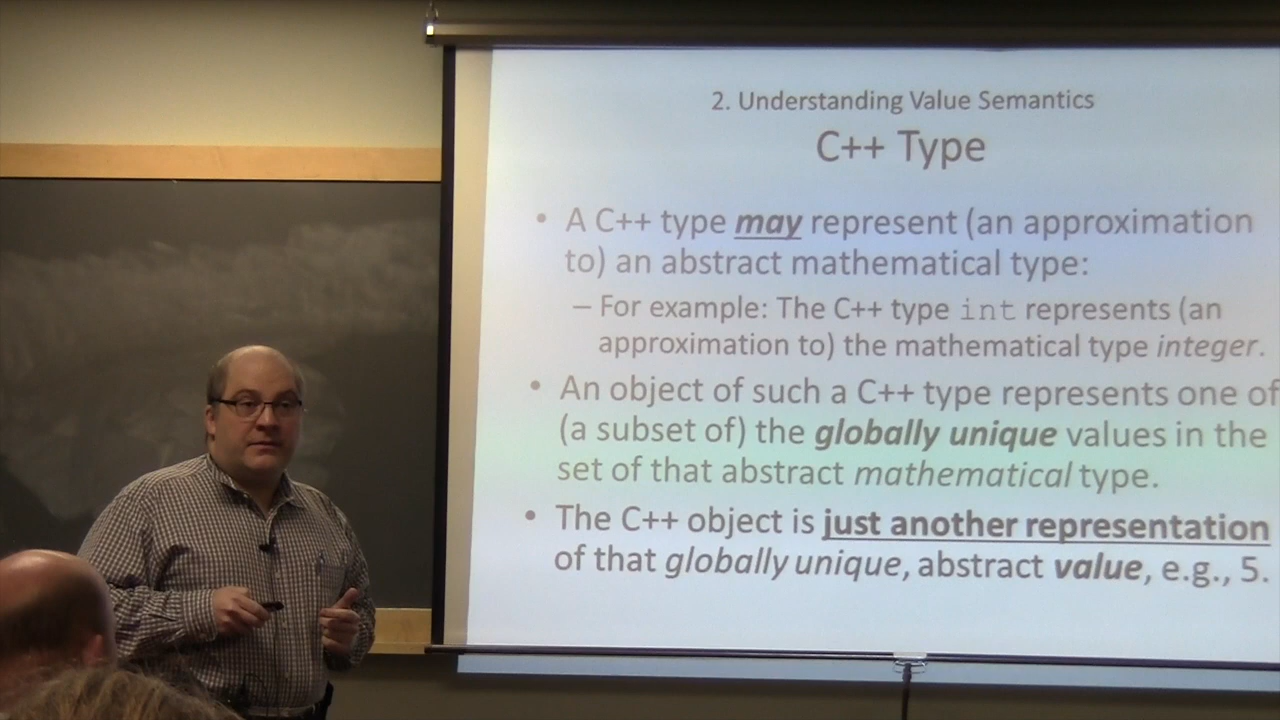 2. Understanding Value Semantics
C++ Type
• A C++ type may represent (an approximation
to) an abstract mathematical type:
– For example: The C++ type int represents (an
approximation to) the mathematical type integer.
• An object of such a C++ type represents one of
(a subset of) the globally unique values in the
set of that abstract mathematical type.
• The C++ object is just another representation
of that globally unique, abstract value, e.g., 5.